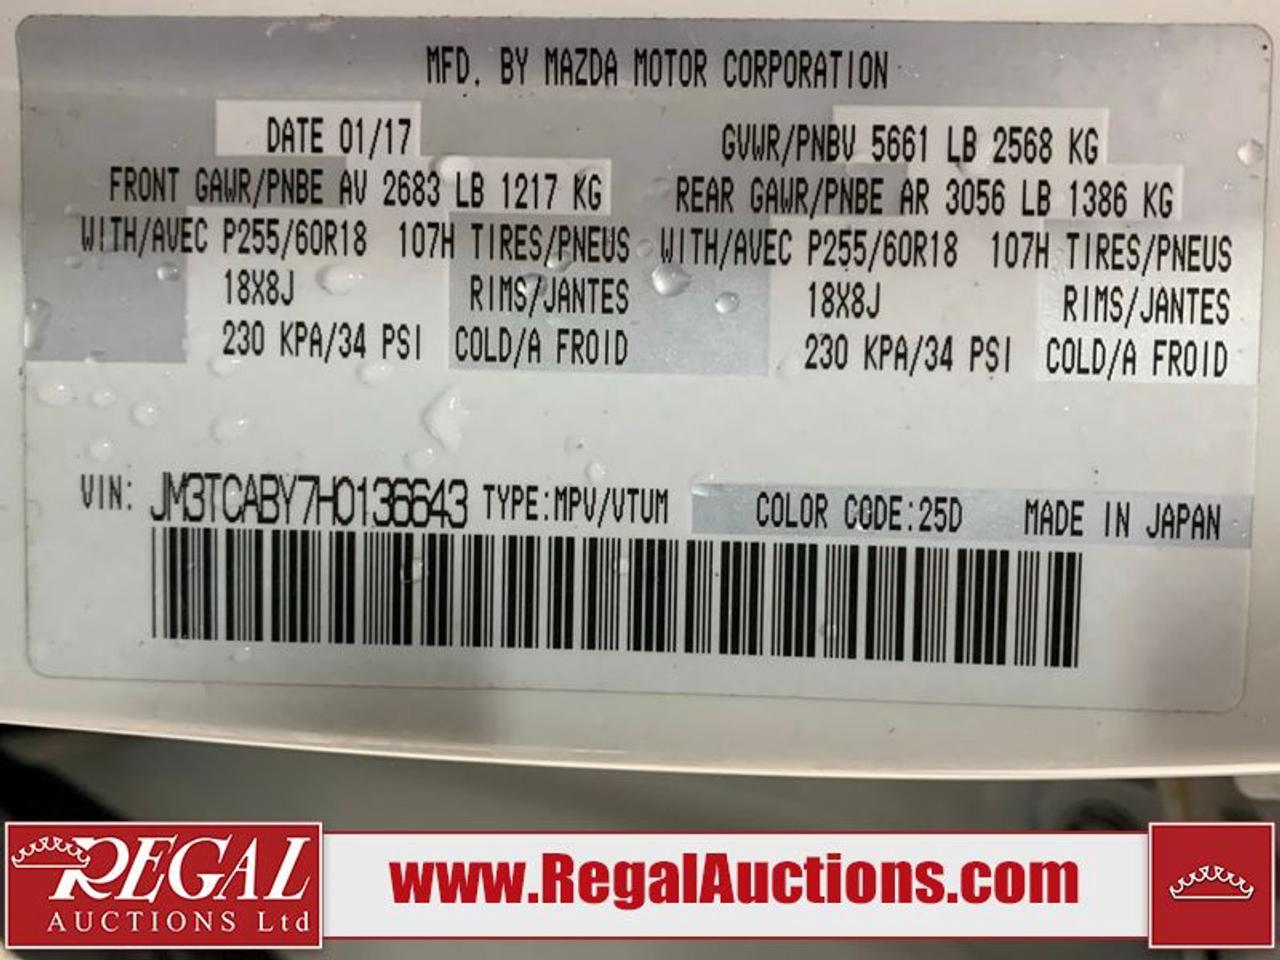 MFD. BY MAZDA MOTOR CORPORATION
DATE 01/17 GVWR/PNBV 5661 LB 2568 KG
FRONT GAWR/PNBE AV 2683 LB 1217 KG REAR GAWR/PNBE AR 3056 LB 1386 KG
WITH/AVEC P255/60R18 107H TIRES/PNEUS WITH/AVEC P255/60R18 107H TIRES/PNEUS
18X8J RIMS/JANTES 18X8J RIMS/JANTES
230 KPA/34 PSI COLD/A FROID 230 KPA/34 PSI COLD/A FROID
VIN: JM3TCABY7H0136643 TYPE:MPV/VTUM COLOR CODE:25D MADE IN JAPAN
REGAL
AUCTIONS Ltd
www.RegalAuctions.com